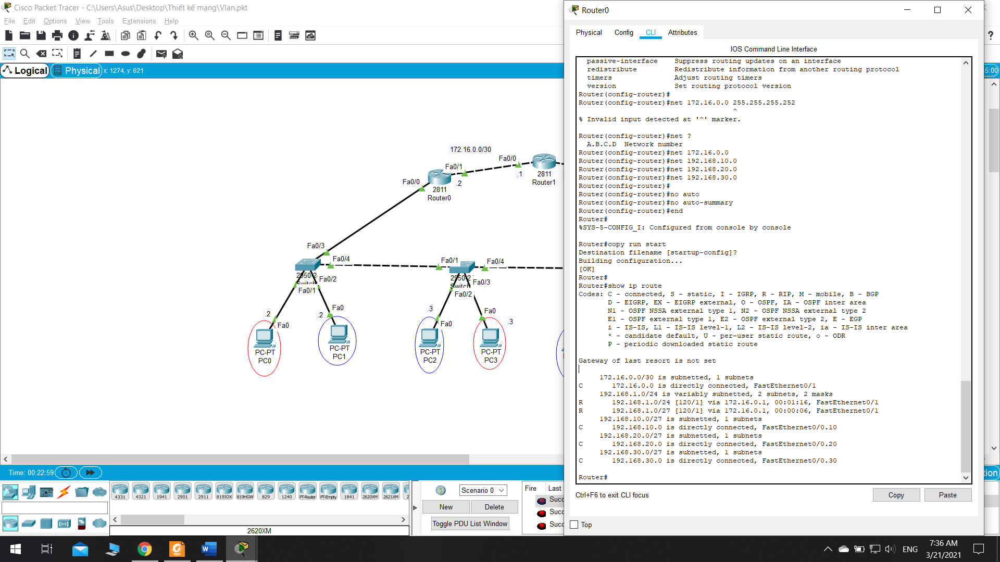 Cisco Packet Tracer - C:\Users\Asus\Desktop\Thiết kế mạng\Vlan.pkt
File Edit Options View Tools Extensions Help
Logical Physical x: 1274, y: 621
5:00
172.16.0.0/30
Fa0/0
Fa0/1
.1
2811
Router1
Fa0/0
.2
2811
Router0
Fa0/3
Fa0/4
Fa0/1
Fa0/4
2950-2
Switch
Fa0/2
Fa0/1
2950-2
Switch
Fa0/3
Fa0/2
.2
Fa0
.2
Fa0
.3
Fa0
Fa0
.3
PC-PT
PC0
PC-PT
PC1
PC-PT
PC2
PC-PT
PC3
Time: 00:22:59
4331 4321 1941 2901 2911 819IOX 819HGW 829 1240 PT-Router PT-Empty 1841 2620XM 2621XM
2620XM
Scenario 0
New Delete
Toggle PDU List Window
Fire Last
Succ
Succ
Succ
tion
Router0
Physical Config CLI Attributes
IOS Command Line Interface
passive-interface Suppress routing updates on an interface
redistribute Redistribute information from another routing protocol
timers Adjust routing timers
version Set routing protocol version
Router(config-router)#
Router(config-router)#net 172.16.0.0 255.255.255.252
^
% Invalid input detected at '^' marker.
Router(config-router)#net ?
A.B.C.D Network number
Router(config-router)#net 172.16.0.0
Router(config-router)#net 192.168.10.0
Router(config-router)#net 192.168.20.0
Router(config-router)#net 192.168.30.0
Router(config-router)#
Router(config-router)#no auto
Router(config-router)#no auto-summary
Router(config-router)#end
Router#
%SYS-5-CONFIG_I: Configured from console by console
Router#copy run start
Destination filename [startup-config]?
Building configuration...
[OK]
Router#
Router#show ip route
Codes: C - connected, S - static, I - IGRP, R - RIP, M - mobile, B - BGP
D - EIGRP, EX - EIGRP external, O - OSPF, IA - OSPF inter area
N1 - OSPF NSSA external type 1, N2 - OSPF NSSA external type 2
E1 - OSPF external type 1, E2 - OSPF external type 2, E - EGP
i - IS-IS, L1 - IS-IS level-1, L2 - IS-IS level-2, ia - IS-IS inter area
* - candidate default, U - per-user static route, o - ODR
P - periodic downloaded static route
Gateway of last resort is not set
172.16.0.0/30 is subnetted, 1 subnets
C 172.16.0.0 is directly connected, FastEthernet0/1
192.168.1.0/24 is variably subnetted, 2 subnets, 2 masks
R 192.168.1.0/24 [120/1] via 172.16.0.1, 00:01:16, FastEthernet0/1
R 192.168.1.0/27 [120/1] via 172.16.0.1, 00:00:06, FastEthernet0/1
192.168.10.0/27 is subnetted, 1 subnets
C 192.168.10.0 is directly connected, FastEthernet0/0.10
192.168.20.0/27 is subnetted, 1 subnets
C 192.168.20.0 is directly connected, FastEthernet0/0.20
192.168.30.0/27 is subnetted, 1 subnets
C 192.168.30.0 is directly connected, FastEthernet0/0.30
Router#
Ctrl+F6 to exit CLI focus
Copy Paste
Top
ENG
7:36 AM
3/21/2021